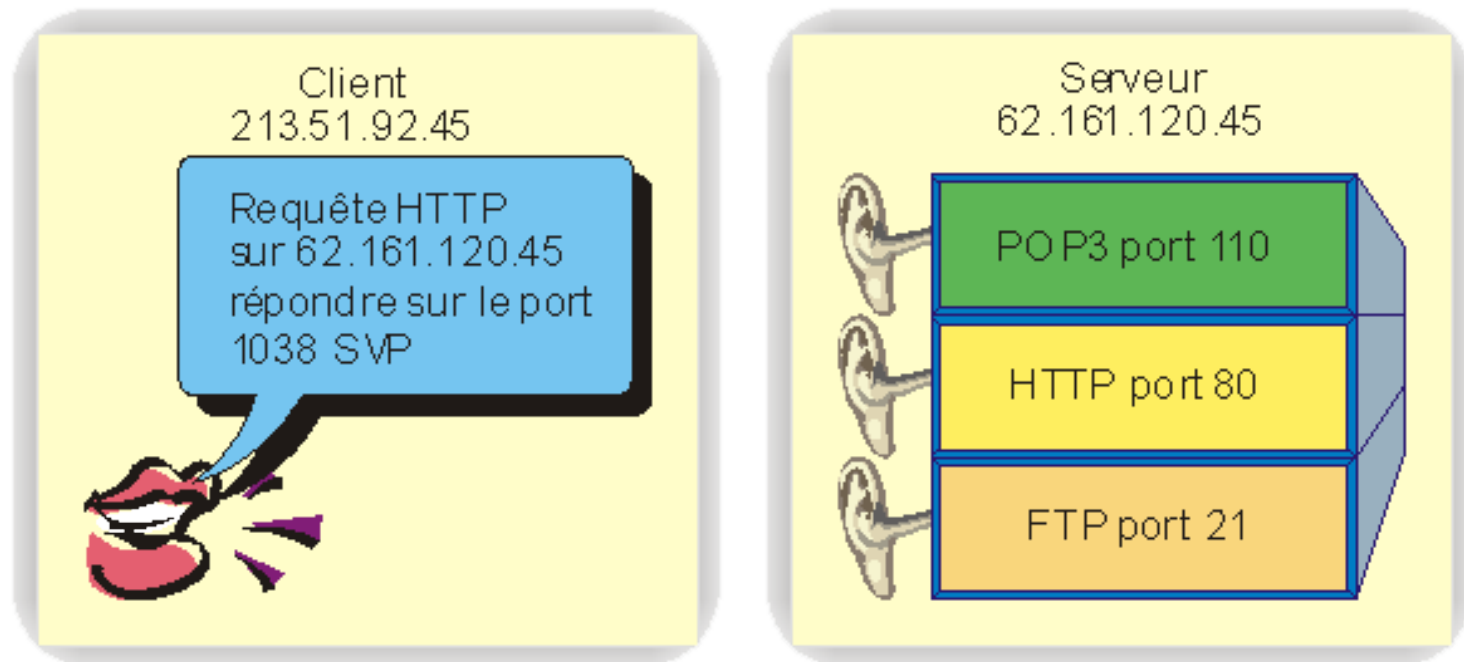 Client
213.51.92.45
Requête HTTP
sur 62.161.120.45
répondre sur le port
1038 SVP
Serveur
62.161.120.45
POP3 port 110
HTTP port 80
FTP port 21